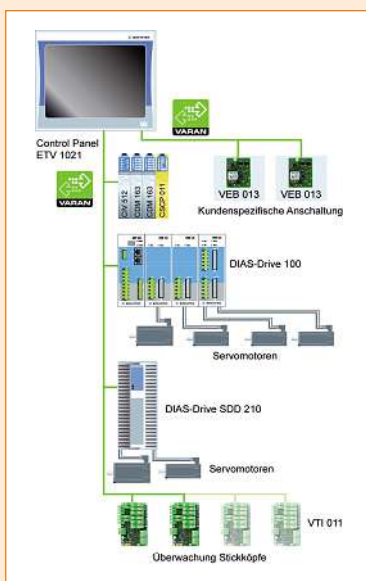 VARAN
Control Panel
ETV 1021
VARAN
CIV 512
CDM 163
CDM 163
CSCP 011
VEB 013
VEB 013
Kundenspezifische Anschaltung
DIAS-Drive 100
Servomotoren
DIAS-Drive SDD 210
Servomotoren
VTI 011
Überwachung Stickköpfe